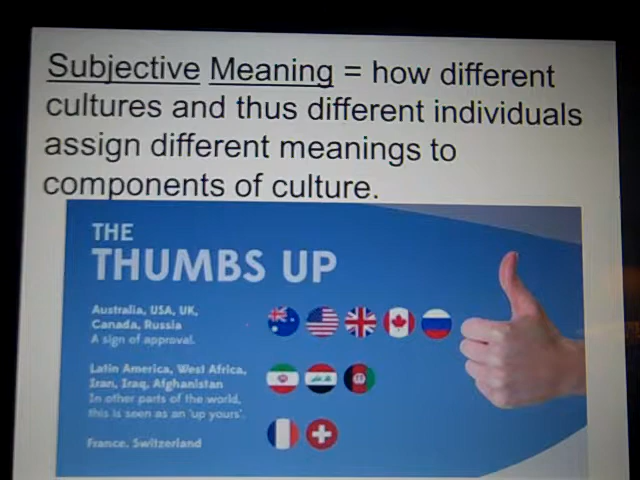 Subjective Meaning = how different
cultures and thus different individuals
assign different meanings to
components of culture.
THE
THUMBS UP
Australia, USA, UK,
Canada, Russia
A sign of approval.
Latin America, West Africa,
Iran, Iraq, Afghanistan
In other parts of the world,
this is seen as an 'up yours'.
France, Switzerland